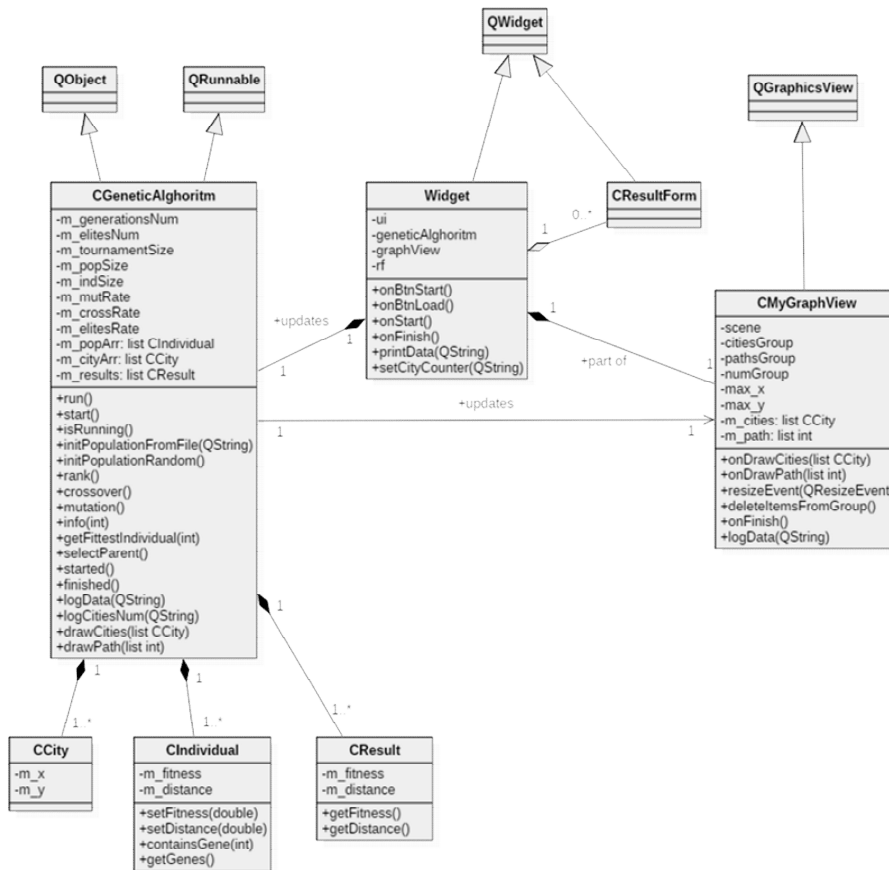 QWidget
QObject
QRunnable
QGraphicsView
CGeneticAlghoritm
-m_generationsNum
-m_elitesNum
-m_tournamentSize
-m_popSize
-m_indSize
-m_mutRate
-m_crossRate
-m_elitesRate
-m_popArr: list CIndividual
-m_cityArr: list CCity
-m_results: list CResult
+run()
+start()
+isRunning()
+initPopulationFromFile(QString)
+initPopulationRandom()
+rank()
+crossover()
+mutation()
+info(int)
+getFittestIndividual(int)
+selectParent()
+started()
+finished()
+logData(QString)
+logCitiesNum(QString)
+drawCities(list CCity)
+drawPath(list int)
Widget
-ui
-geneticAlghoritm
-graphView
-rf
+onBtnStart()
+onBtnLoad()
+onStart()
+onFinish()
+printData(QString)
+setCityCounter(QString)
CResultForm
0..*
1
+updates
1
1
1
+part of
1
+updates
1
1
CMyGraphView
-scene
-citiesGroup
-pathsGroup
-numGroup
-max_x
-max_y
-m_cities: list CCity
-m_path: list int
+onDrawCities(list CCity)
+onDrawPath(list int)
+resizeEvent(QResizeEvent
+deleteItemsFromGroup()
+onFinish()
+logData(QString)
1
1
1
1..*
1..*
1..*
CCity
-m_x
-m_y
CIndividual
-m_fitness
-m_distance
+setFitness(double)
+setDistance(double)
+containsGene(int)
+getGenes()
CResult
-m_fitness
-m_distance
+getFitness()
+getDistance()